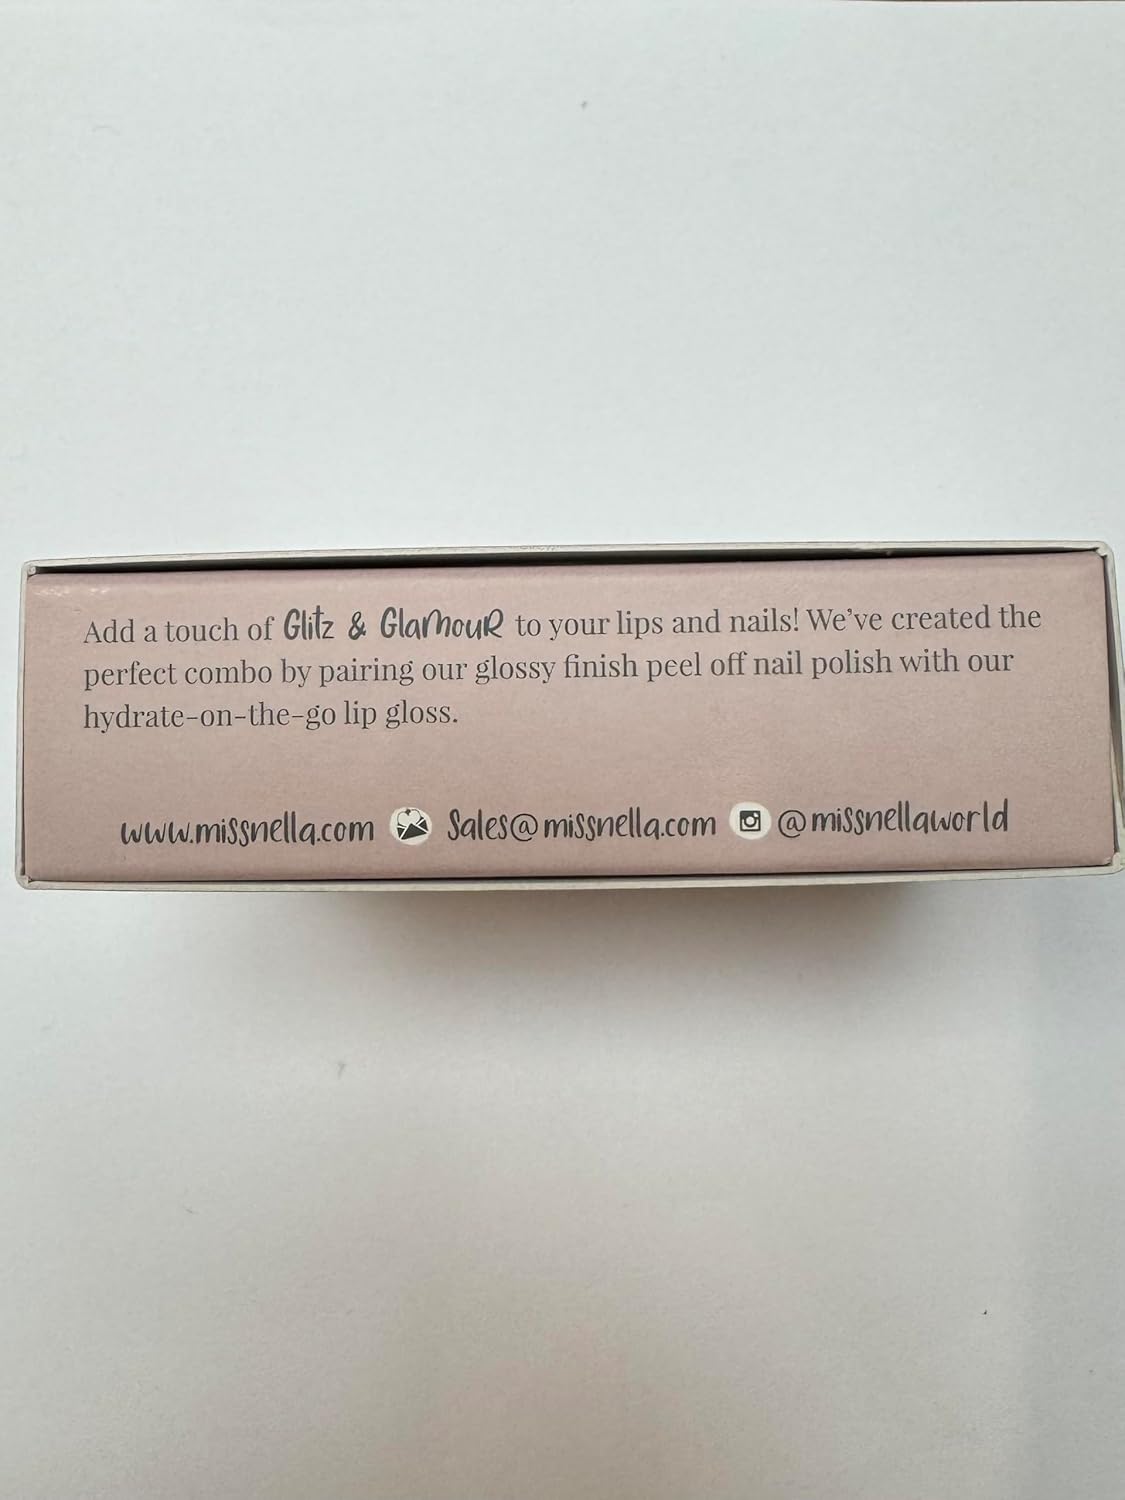 Add a touch of Glitz & GlaMouR to your lips and nails! We've created the
perfect combo by pairing our glossy finish peel off nail polish with our
hydrate-on-the-go lip gloss.
www.missnella.com Sales@missnella.com @missnellaworld